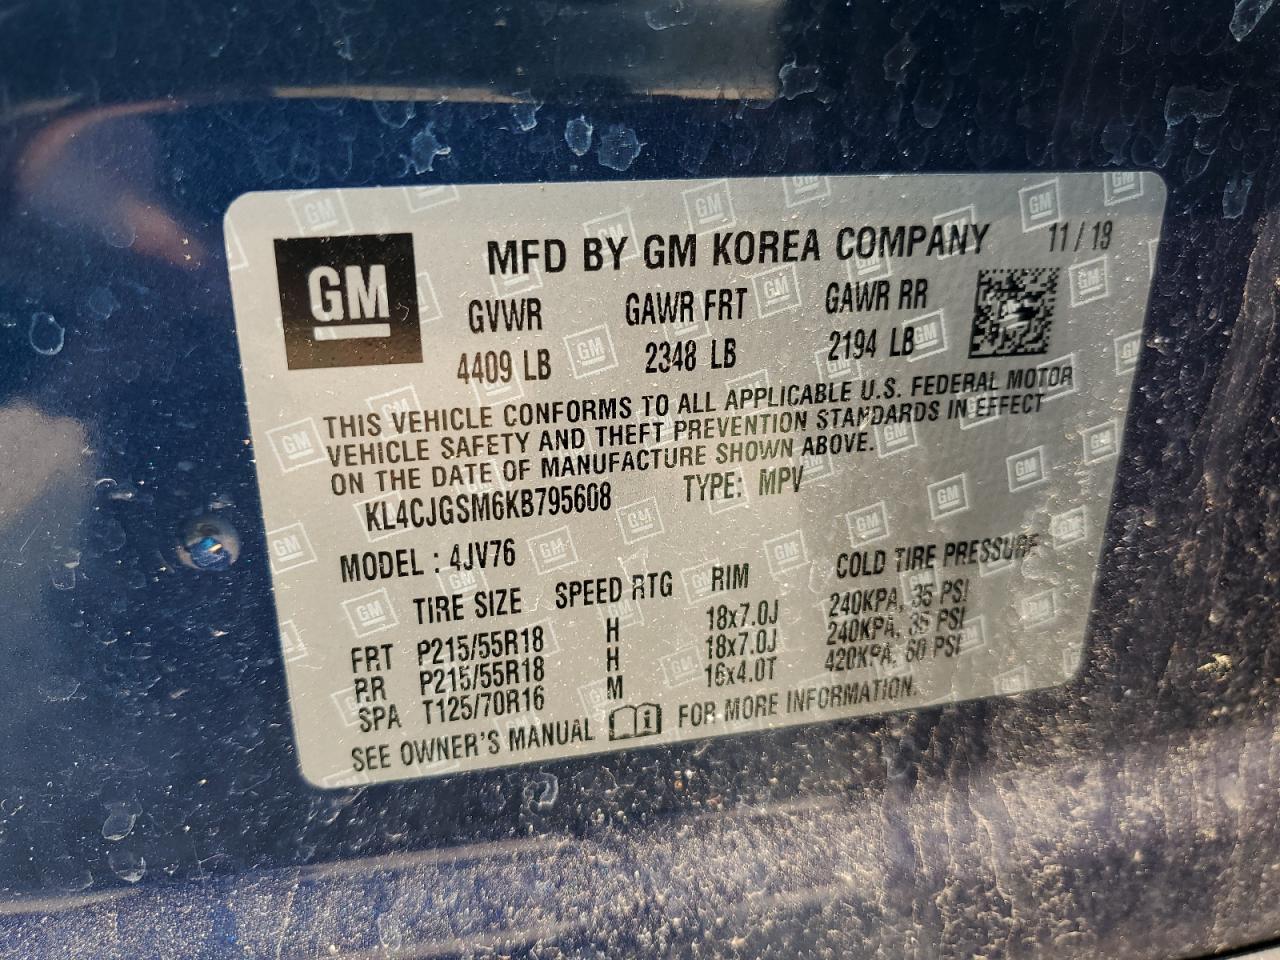 GM
MFD BY GM KOREA COMPANY 11/19
GVWR GAWR FRT GAWR RR
4409 LB 2348 LB 2194 LB
THIS VEHICLE CONFORMS TO ALL APPLICABLE U.S. FEDERAL MOTOR
VEHICLE SAFETY AND THEFT PREVENTION STANDARDS IN EFFECT
ON THE DATE OF MANUFACTURE SHOWN ABOVE.
KL4CJGSM6KB795608 TYPE: MPV
MODEL : 4JV76
TIRE SIZE SPEED RTG RIM COLD TIRE PRESSURE
FRT P215/55R18 H 18x7.0J 240KPA, 35 PSI
RR P215/55R18 H 18x7.0J 240KPA, 35 PSI
SPA T125/70R16 M 16x4.0T 420KPA, 60 PSI
SEE OWNER'S MANUAL FOR MORE INFORMATION.